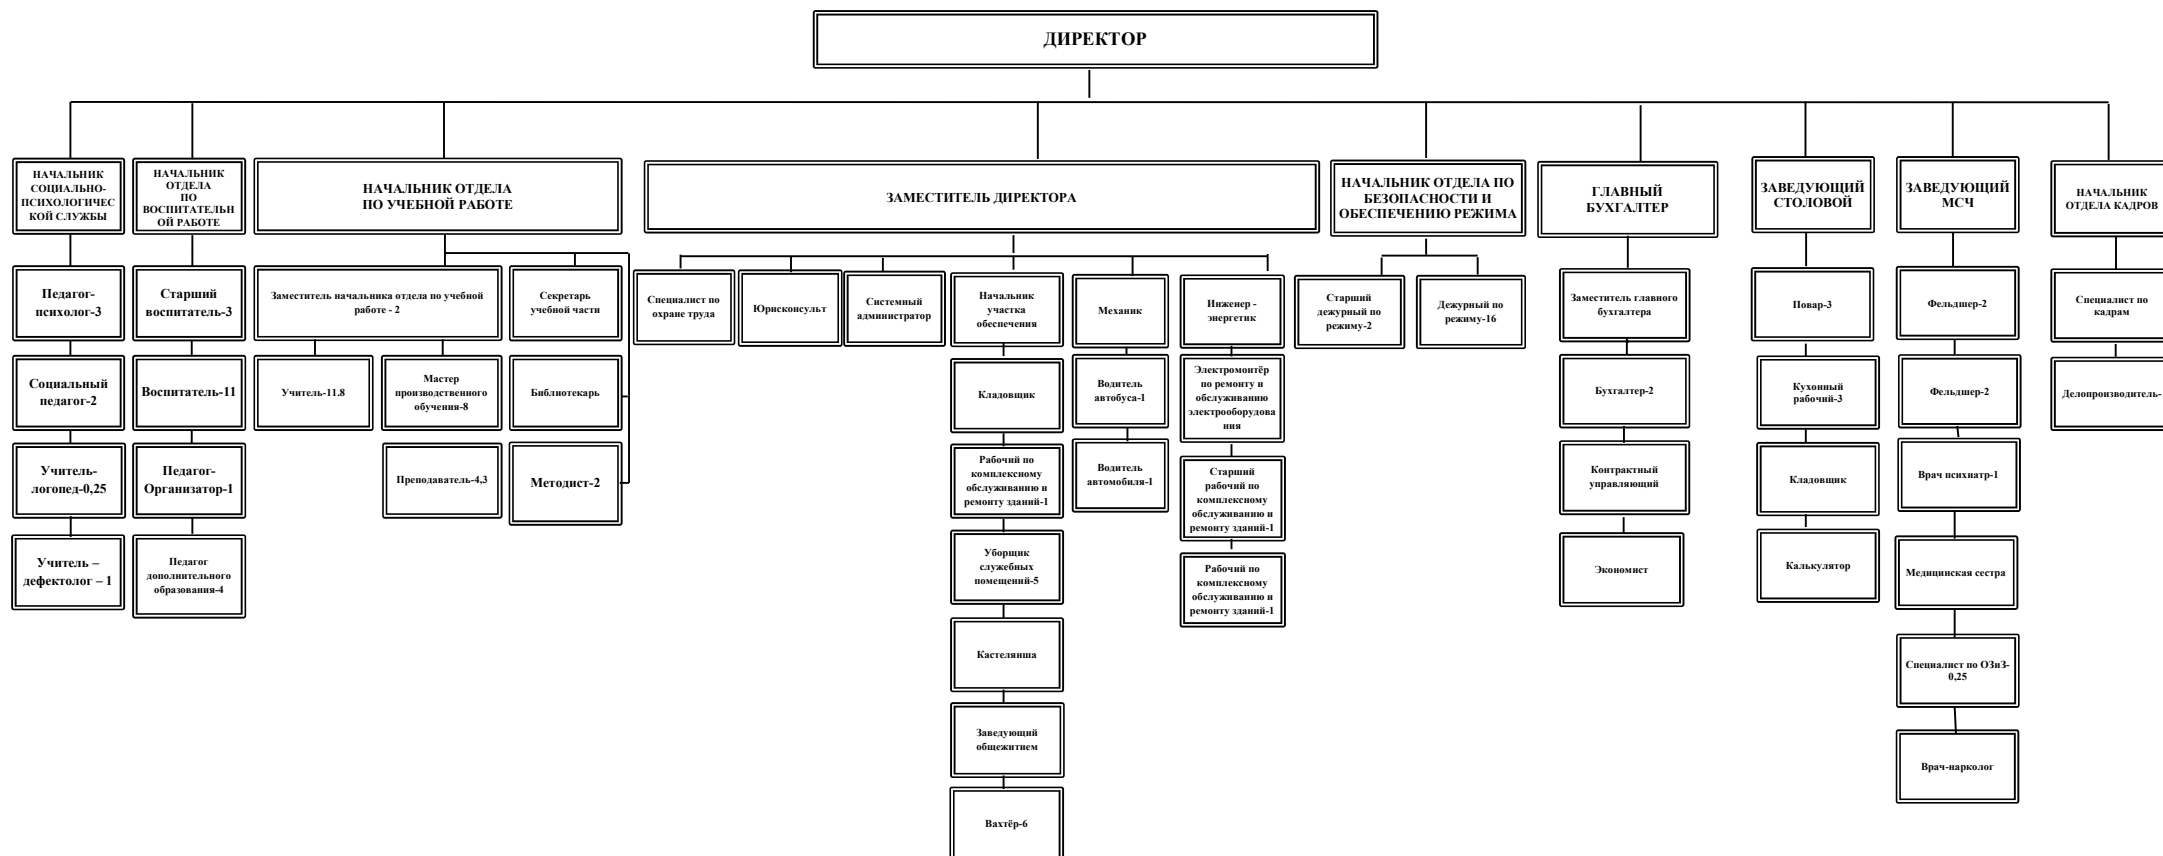 ДИРЕКТОР
НАЧАЛЬНИК
СОЦИАЛЬНО-
ПСИХОЛОГИЧЕС
КОЙ СЛУЖБЫ
НАЧАЛЬНИК
ОТДЕЛА
ПО
ВОСПИТАТЕЛЬН
ОЙ РАБОТЕ
НАЧАЛЬНИК ОТДЕЛА
ПО УЧЕБНОЙ РАБОТЕ
ЗАМЕСТИТЕЛЬ ДИРЕКТОРА
НАЧАЛЬНИК ОТДЕЛА ПО
БЕЗОПАСНОСТИ И
ОБЕСПЕЧЕНИЮ РЕЖИМА
ГЛАВНЫЙ
БУХГАЛТЕР
ЗАВЕДУЮЩИЙ
СТОЛОВОЙ
ЗАВЕДУЮЩИЙ
МСЧ
НАЧАЛЬНИК
ОТДЕЛА КАДРОВ
Педагог-
психолог-3
Социальный
педагог-2
Учитель-
логопед-0,25
Учитель –
дефектолог – 1
Старший
воспитатель-3
Воспитатель-11
Педагог-
Организатор-1
Педагог
дополнительного
образования-4
Заместитель начальника отдела по учебной
работе - 2
Учитель-11.8
Мастер
производственного
обучения-8
Преподаватель-4,3
Секретарь
учебной части
Библиотекарь
Методист-2
Специалист по
охране труда
Юрисконсульт
Системный
администратор
Начальник
участка
обеспечения
Кладовщик
Рабочий по
комплексному
обслуживанию и
ремонту зданий-1
Уборщик
служебных
помещений-5
Кастелянша
Заведующий
общежитием
Вахтёр-6
Механик
Водитель
автобуса-1
Водитель
автомобиля-1
Инженер -
энергетик
Электромонтёр
по ремонту и
обслуживанию
электрооборудова
ния
Старший
рабочий по
комплексному
обслуживанию и
ремонту зданий-1
Рабочий по
комплексному
обслуживанию и
ремонту зданий-1
Старший
дежурный по
режиму-2
Дежурный по
режиму-16
Заместитель главного
бухгалтера
Бухгалтер-2
Контрактный
управляющий
Экономист
Повар-3
Кухонный
рабочий-3
Кладовщик
Калькулятор
Фельдшер-2
Фельдшер-2
Врач психиатр-1
Медицинская сестра
Специалист по ОЗиЗ-
0,25
Врач-нарколог
Специалист по
кадрам
Делопроизводитель-